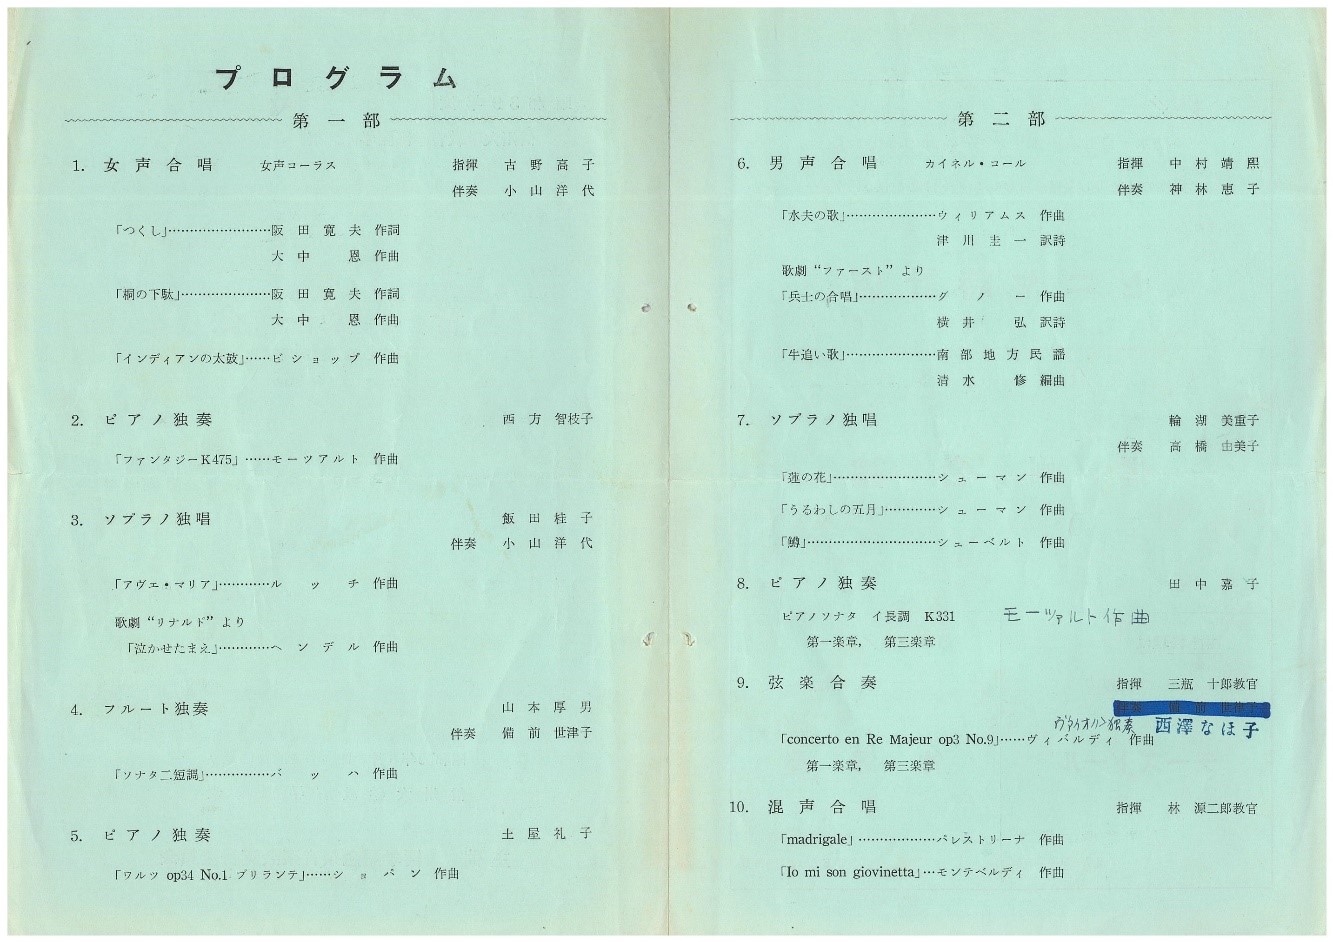 プログラム
第一部
1. 女声合唱 女声コーラス 指揮 古野高子
伴奏 小山洋代
「つくし」……………………阪田寛夫 作詞
大中恩 作曲
「桐の下駄」…………………阪田寛夫 作詞
大中恩 作曲
「インディアンの太鼓」……ビショップ 作曲
2. ピアノ独奏 西方智枝子
「ファンタジーK475」……モーツアルト 作曲
3. ソプラノ独唱 飯田桂子
伴奏 小山洋代
「アヴェ・マリア」…………ルッチ 作曲
歌劇“リナルド”より
「泣かせたまえ」…………ヘンデル 作曲
4. フルート独奏 山本厚男
伴奏 備前世津子
「ソナタ二短調」……………バッハ 作曲
5. ピアノ独奏 土屋礼子
「ワルツ op34 No.1 ブリランテ」……ショパン 作曲
第二部
6. 男声合唱 カイネル・コール 指揮 中村靖熙
伴奏 神林恵子
「水夫の歌」…………………ウィリアムス 作曲
津川圭一 訳詩
歌劇“ファースト”より
「兵士の合唱」………………グノー 作曲
横井弘 訳詩
「牛追い歌」…………………南部地方民謡
清水修 編曲
7. ソプラノ独唱 輪湖美重子
伴奏 高橋由美子
「蓮の花」……………………シューマン 作曲
「うるわしの五月」…………シューマン 作曲
「鱒」…………………………シューベルト 作曲
8. ピアノ独奏 田中嘉子
ピアノソナタ イ長調 K331 モーツァルト作曲
第一楽章, 第三楽章
9. 弦楽合奏 指揮 三瓶十郎教官
伴奏 備前世津子
ヴァイオリン独奏 西澤なほ子
「concerto en Re Majeur op3 No.9」……ヴィバルディ 作曲
第一楽章, 第三楽章
10. 混声合唱 指揮 林源二郎教官
「madrigale」………………パレストリーナ 作曲
「Io mi son giovinetta」…モンテベルディ 作曲